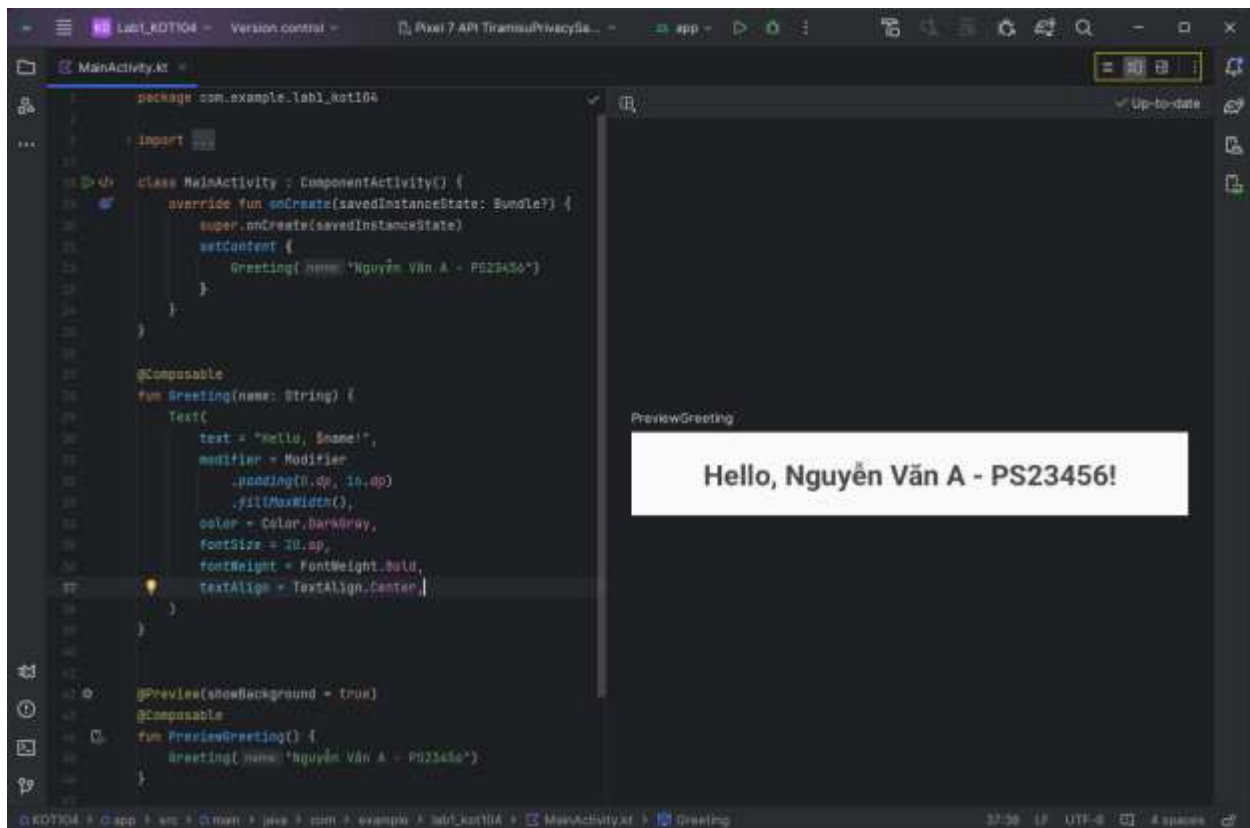 KO Lab1_KOT104 Version control Pixel 7 API TiramisuPrivacySa... app
MainActivity.kt
Up-to-date
package com.example.lab1_kot104
import ...
class MainActivity : ComponentActivity() {
override fun onCreate(savedInstanceState: Bundle?) {
super.onCreate(savedInstanceState)
setContent {
Greeting( name: "Nguyễn Văn A - PS23456")
}
}
}
@Composable
fun Greeting(name: String) {
Text(
text = "Hello, $name!",
modifier = Modifier
.padding(0.dp, 16.dp)
.fillMaxWidth(),
color = Color.DarkGray,
fontSize = 20.sp,
fontWeight = FontWeight.Bold,
37 textAlign = TextAlign.Center,
)
}
@Preview(showBackground = true)
@Composable
fun PreviewGreeting() {
Greeting( name: "Nguyễn Văn A - PS23456")
}
PreviewGreeting
Hello, Nguyễn Văn A - PS23456!
KOT104 > app > src > main > java > com > example > lab1_kot104 > MainActivity.kt > Greeting 37:38 LF UTF-8 4 spaces